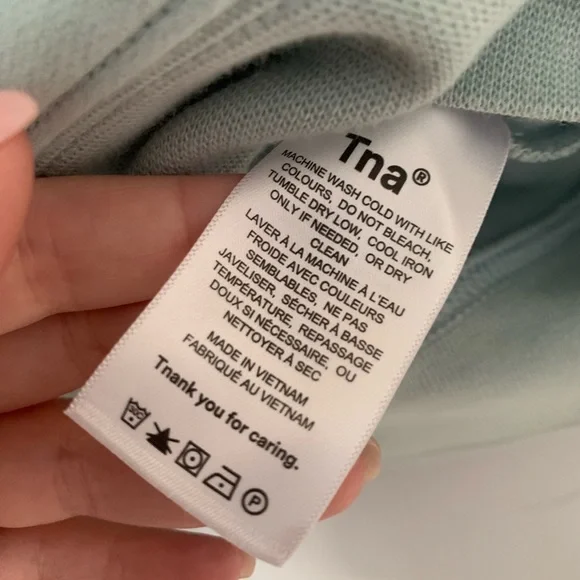 Tna®
MACHINE WASH COLD WITH LIKE
COLOURS, DO NOT BLEACH,
TUMBLE DRY LOW, COOL IRON
ONLY IF NEEDED, OR DRY
CLEAN
LAVER À LA MACHINE À L'EAU
FROIDE AVEC COULEURS
SEMBLABLES, NE PAS
JAVELISER, SÉCHER À BASSE
TEMPÉRATURE, REPASSAGE
DOUX SI NÉCESSAIRE, OU
NETTOYER À SEC
MADE IN VIETNAM
FABRIQUÉ AU VIETNAM
Tnank you for caring.
P